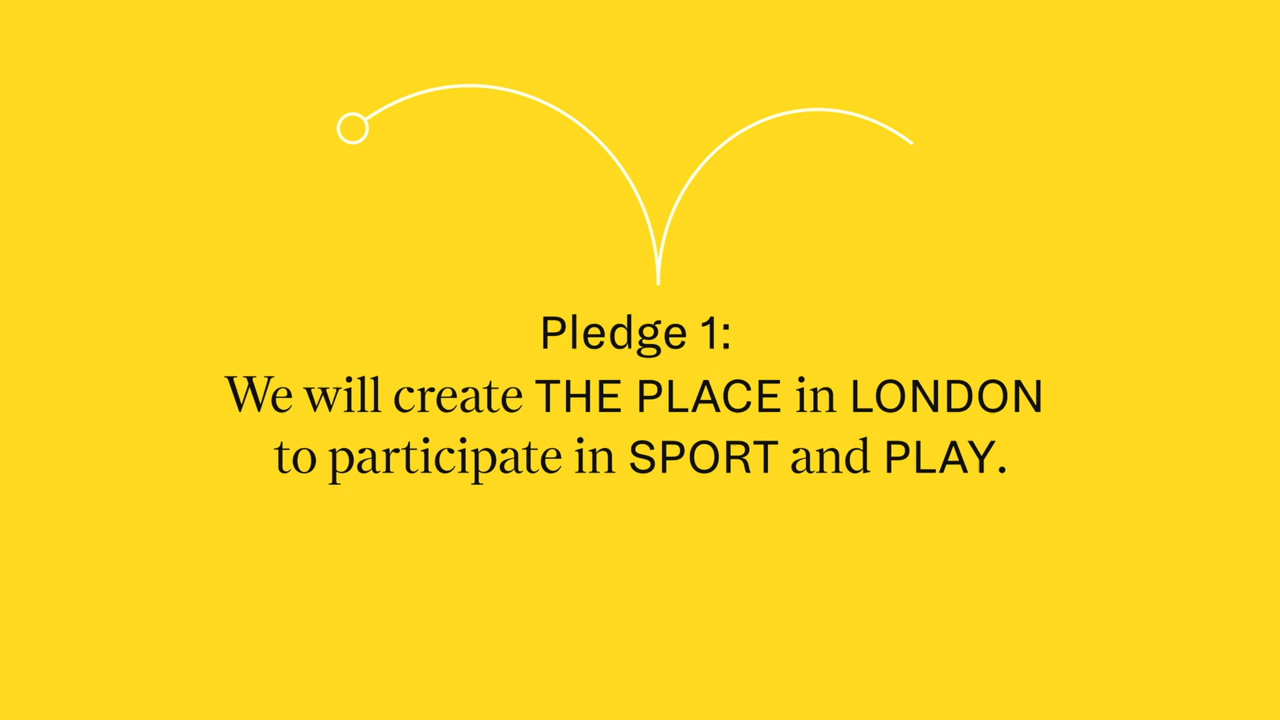 Pledge 1:
We will create THE PLACE in LONDON
to participate in SPORT and PLAY.